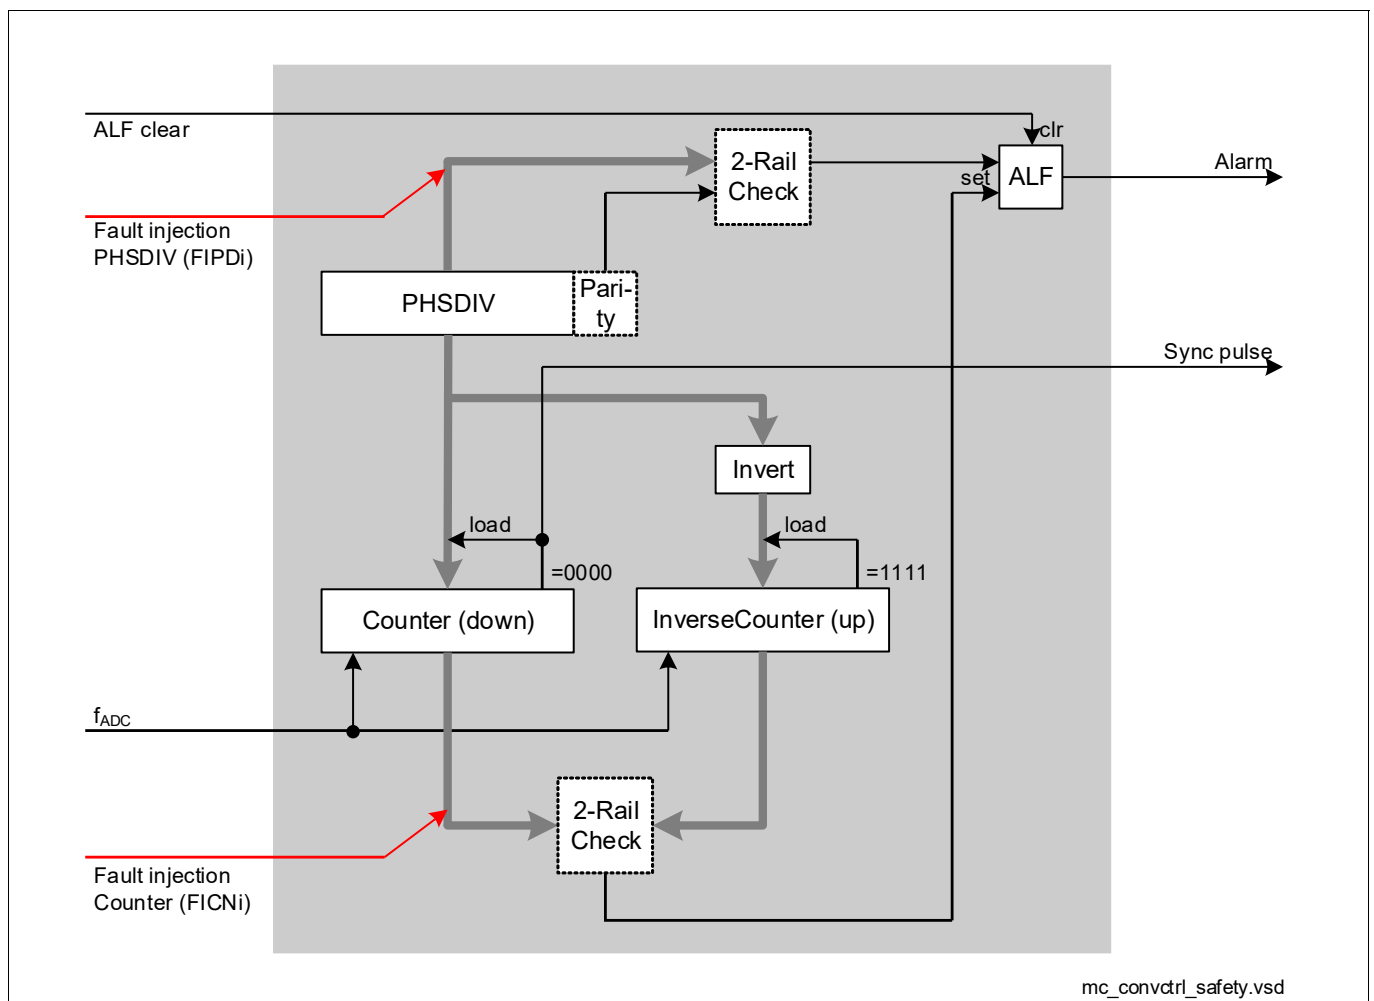 ALF clear
clr
2-Rail
Check
set
ALF
Alarm
Fault injection
PHSDIV (FIPDi)
PHSDIV
Pari-
ty
Sync pulse
Invert
load
load
=0000
=1111
Counter (down)
InverseCounter (up)
fADC
2-Rail
Check
Fault injection
Counter (FICNi)
mc_convctrl_safety.vsd